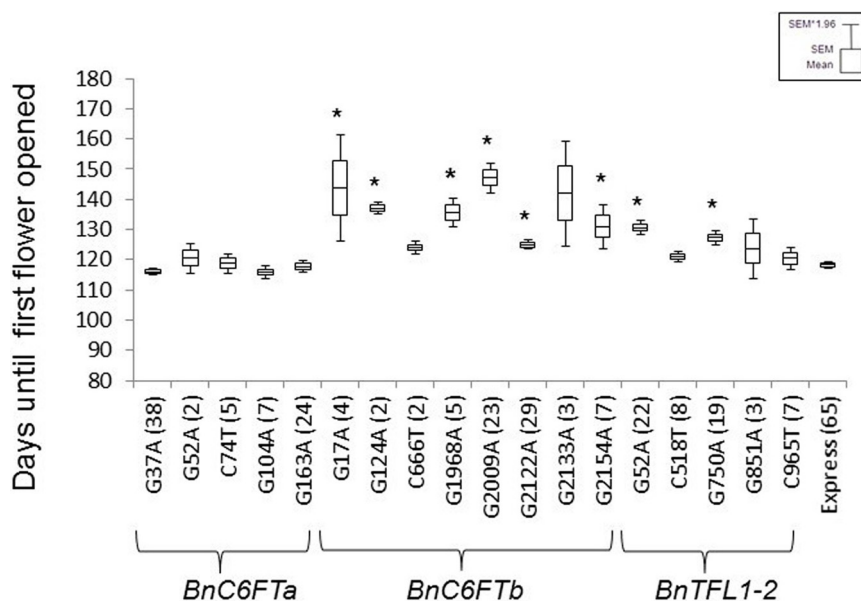 SEM*1.96
SEM
Mean
Days until first flower opened
180
170
160
150
140
130
120
110
100
90
80
* * * * * * * *
G37A (38)
G52A (2)
C74T (5)
G104A (7)
G163A (24)
G17A (4)
G124A (2)
C666T (2)
G1968A (5)
G2009A (23)
G2122A (29)
G2133A (3)
G2154A (7)
G52A (22)
C518T (8)
G750A (19)
G851A (3)
C965T (7)
Express (65)
BnC6FTa BnC6FTb BnTFL1-2